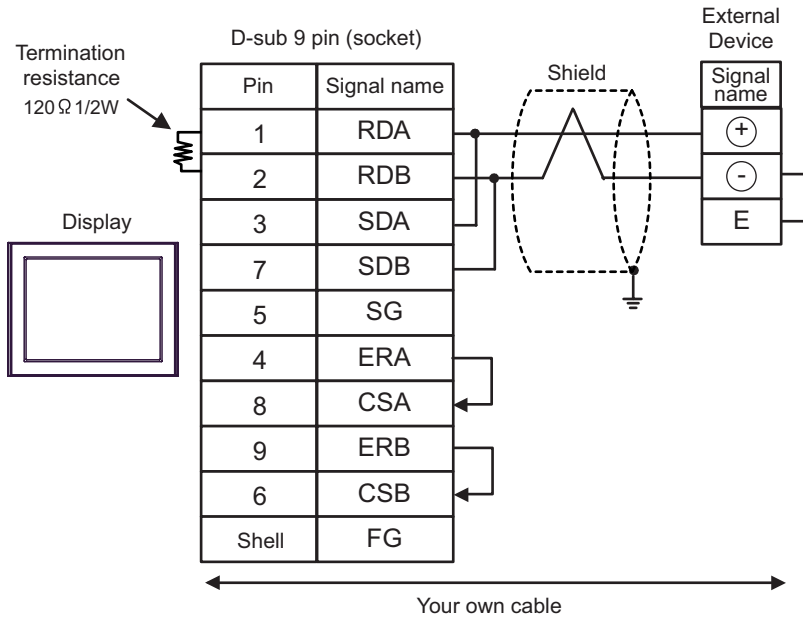 D-sub 9 pin (socket)
External
Device
Termination
resistance
120 Ω 1/2W
Shield
Pin Signal name
Signal
name
1 RDA
+
2 RDB
-
3 SDA
E
Display
7 SDB
5 SG
4 ERA
8 CSA
9 ERB
6 CSB
Shell FG
Your own cable